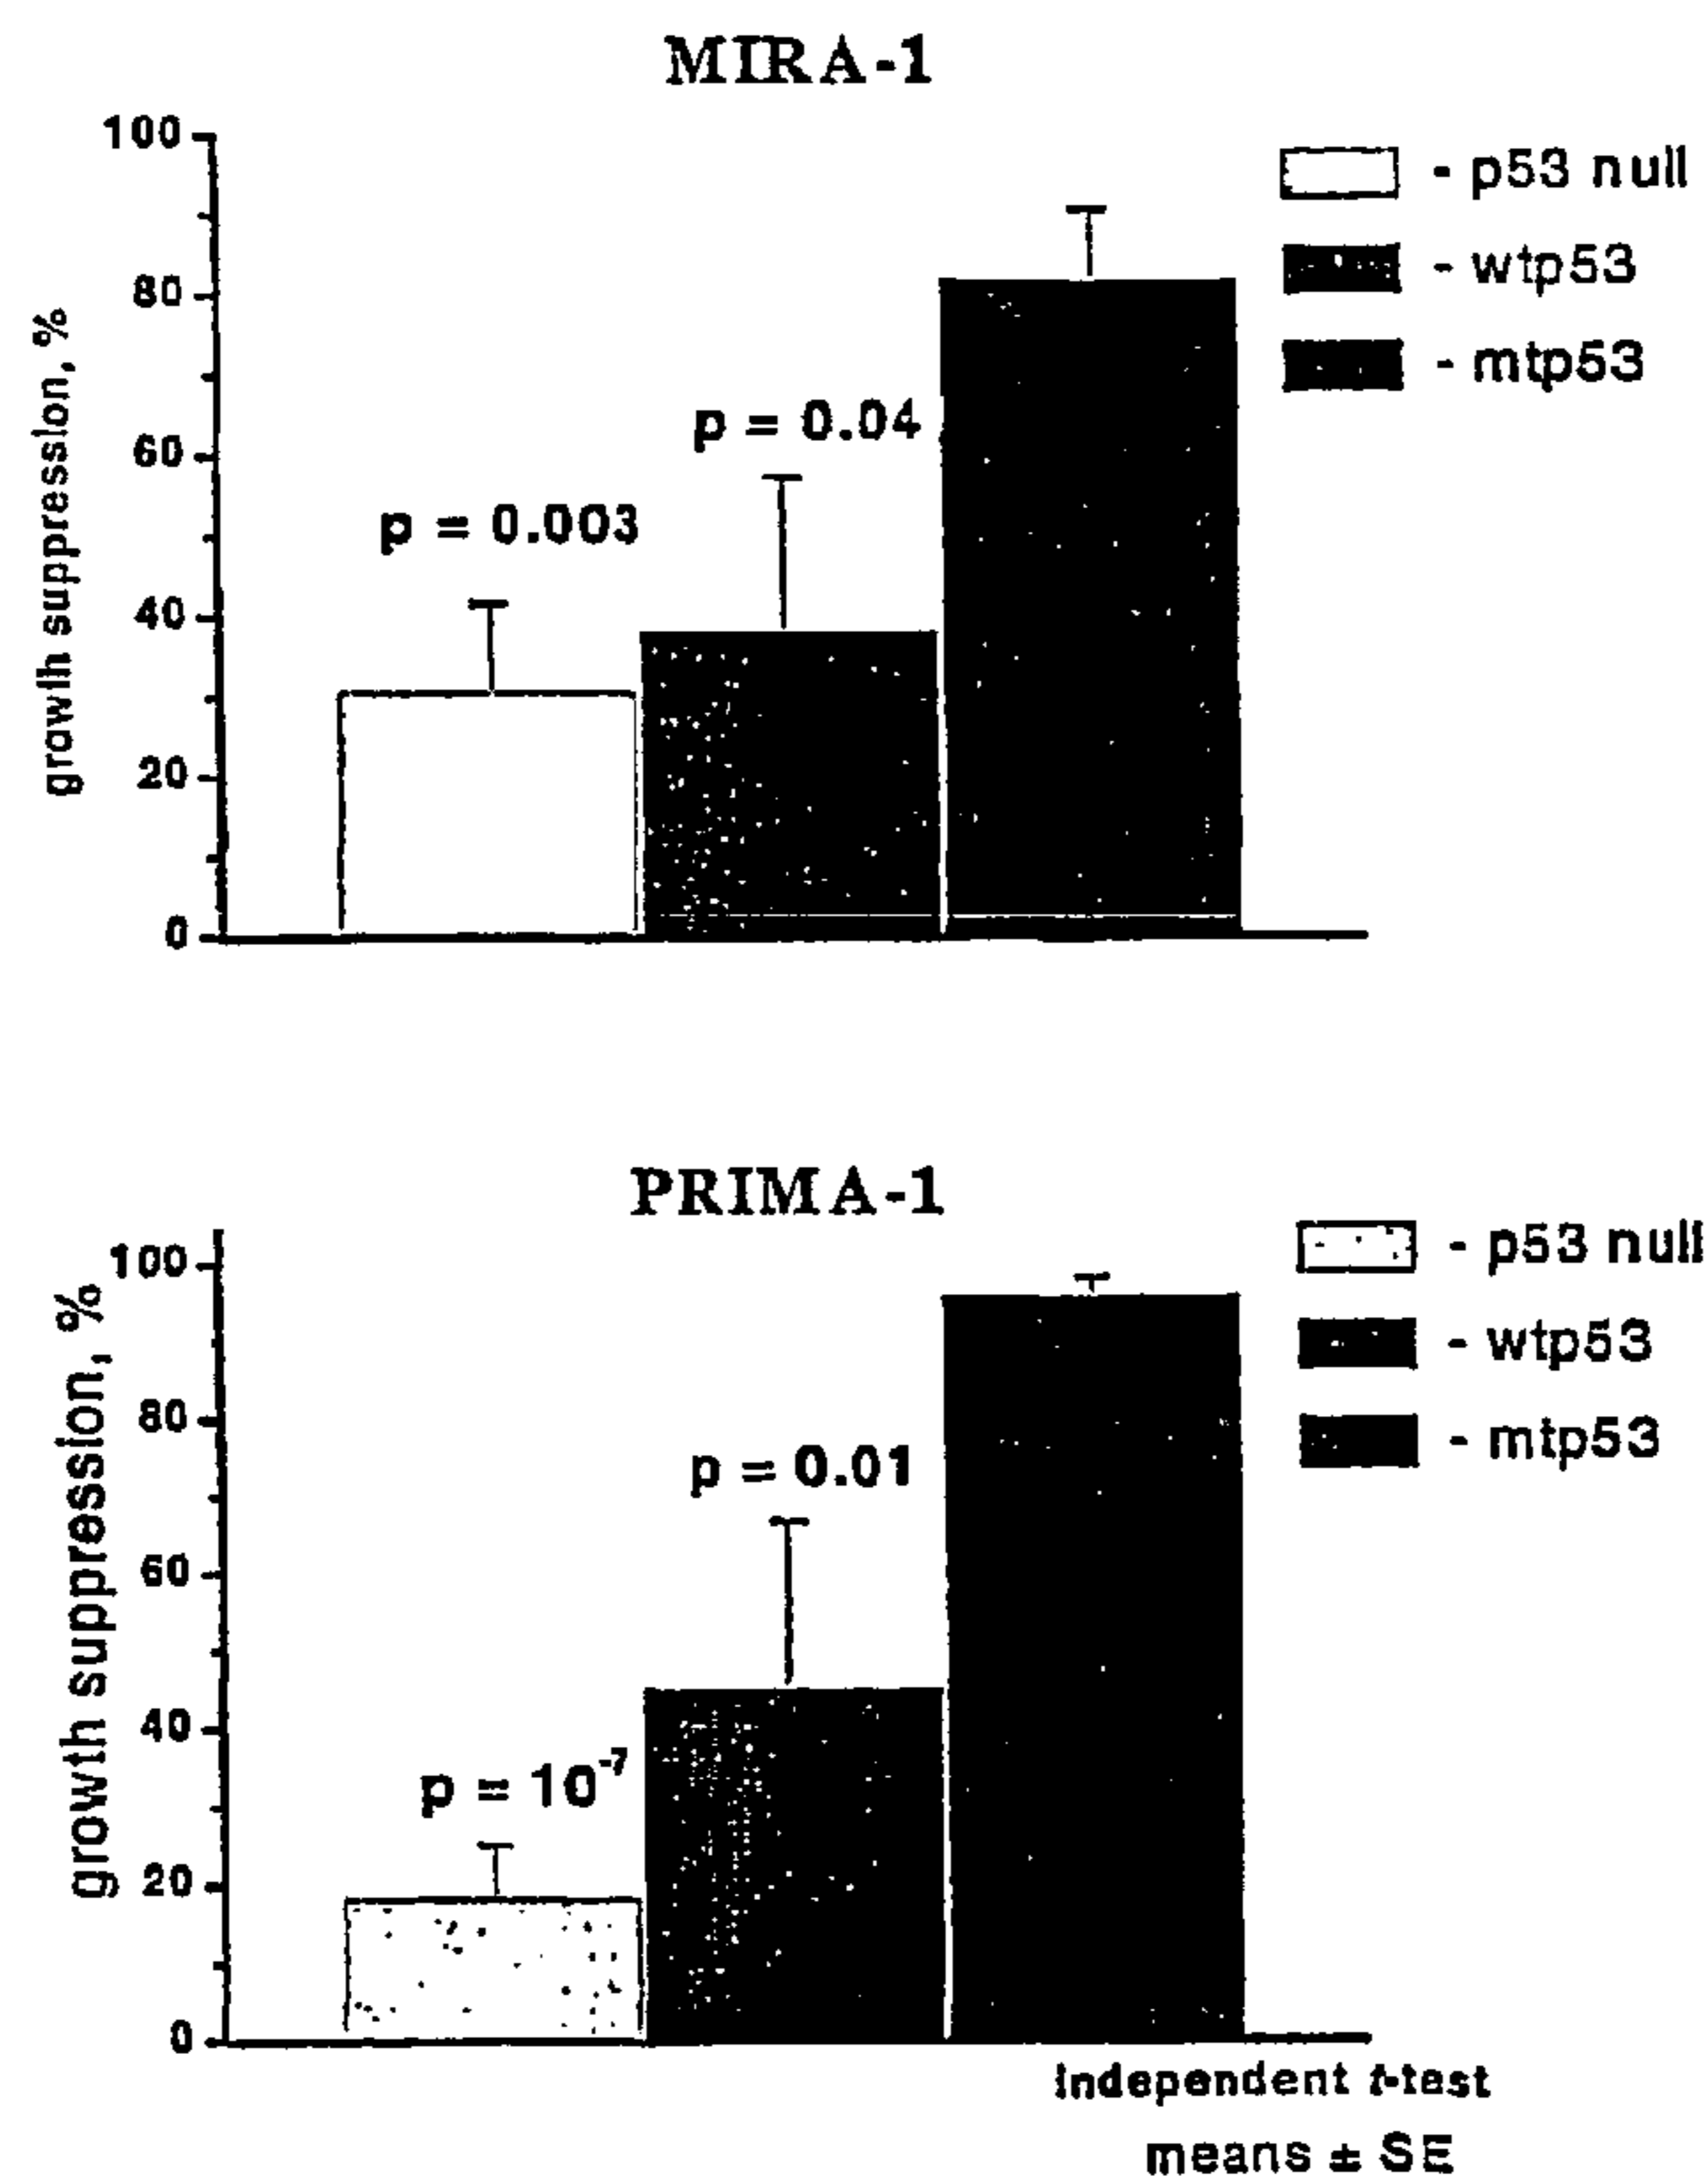 MIRA-1
100
80
60
40
20
0
growth suppression, %
p = 0.003
p = 0.04
- p53 null
- wtp53
- mtp53
PRIMA-1
100
80
60
40
20
0
growth suppression, %
p = 10⁻⁷
p = 0.01
- p53 null
- wtp53
- mtp53
Independent t-test
means ± SE